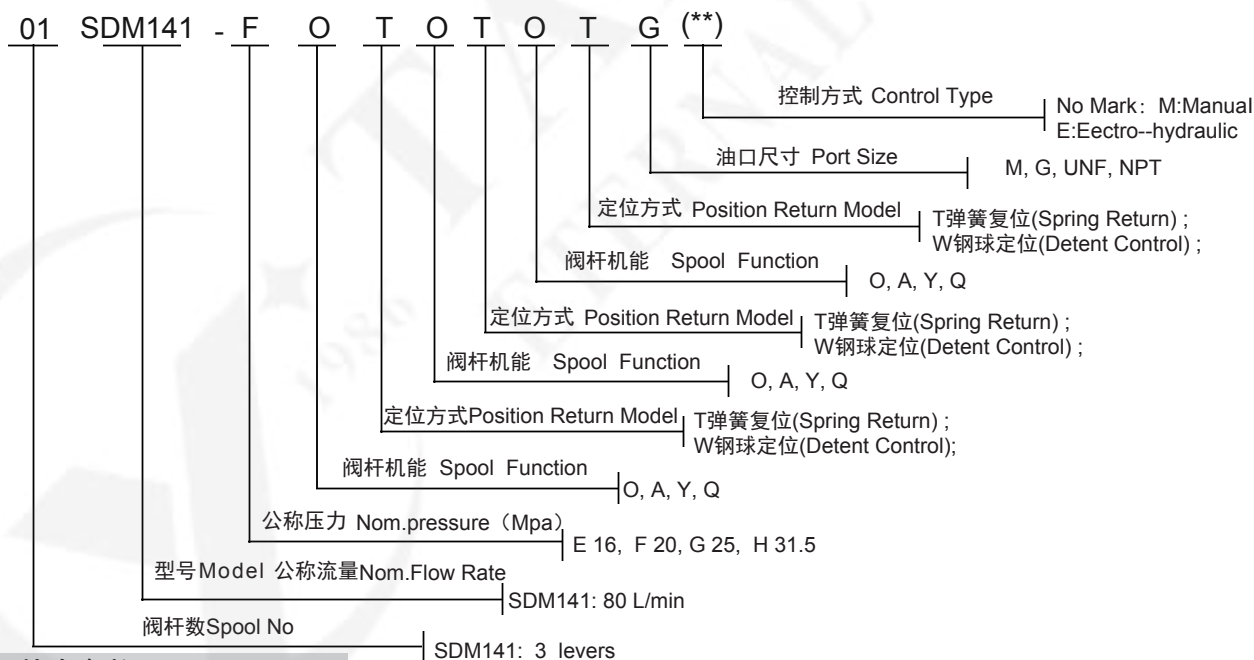 01 SDM141 - F O T O T O T G (**)
控制方式 Control Type
No Mark：M:Manual
E:Eectro--hydraulic
油口尺寸 Port Size
M, G, UNF, NPT
定位方式 Position Return Model
T弹簧复位(Spring Return) ;
W钢球定位(Detent Control) ;
阀杆机能 Spool Function
O, A, Y, Q
定位方式 Position Return Model
T弹簧复位(Spring Return) ;
W钢球定位(Detent Control) ;
阀杆机能 Spool Function
O, A, Y, Q
定位方式Position Return Model
T弹簧复位(Spring Return) ;
W钢球定位(Detent Control);
阀杆机能 Spool Function
O, A, Y, Q
公称压力 Nom.pressure（Mpa）
E 16, F 20, G 25, H 31.5
型号Model 公称流量Nom.Flow Rate
SDM141: 80 L/min
阀杆数Spool No
SDM141: 3 levers
1986
ETERNAL